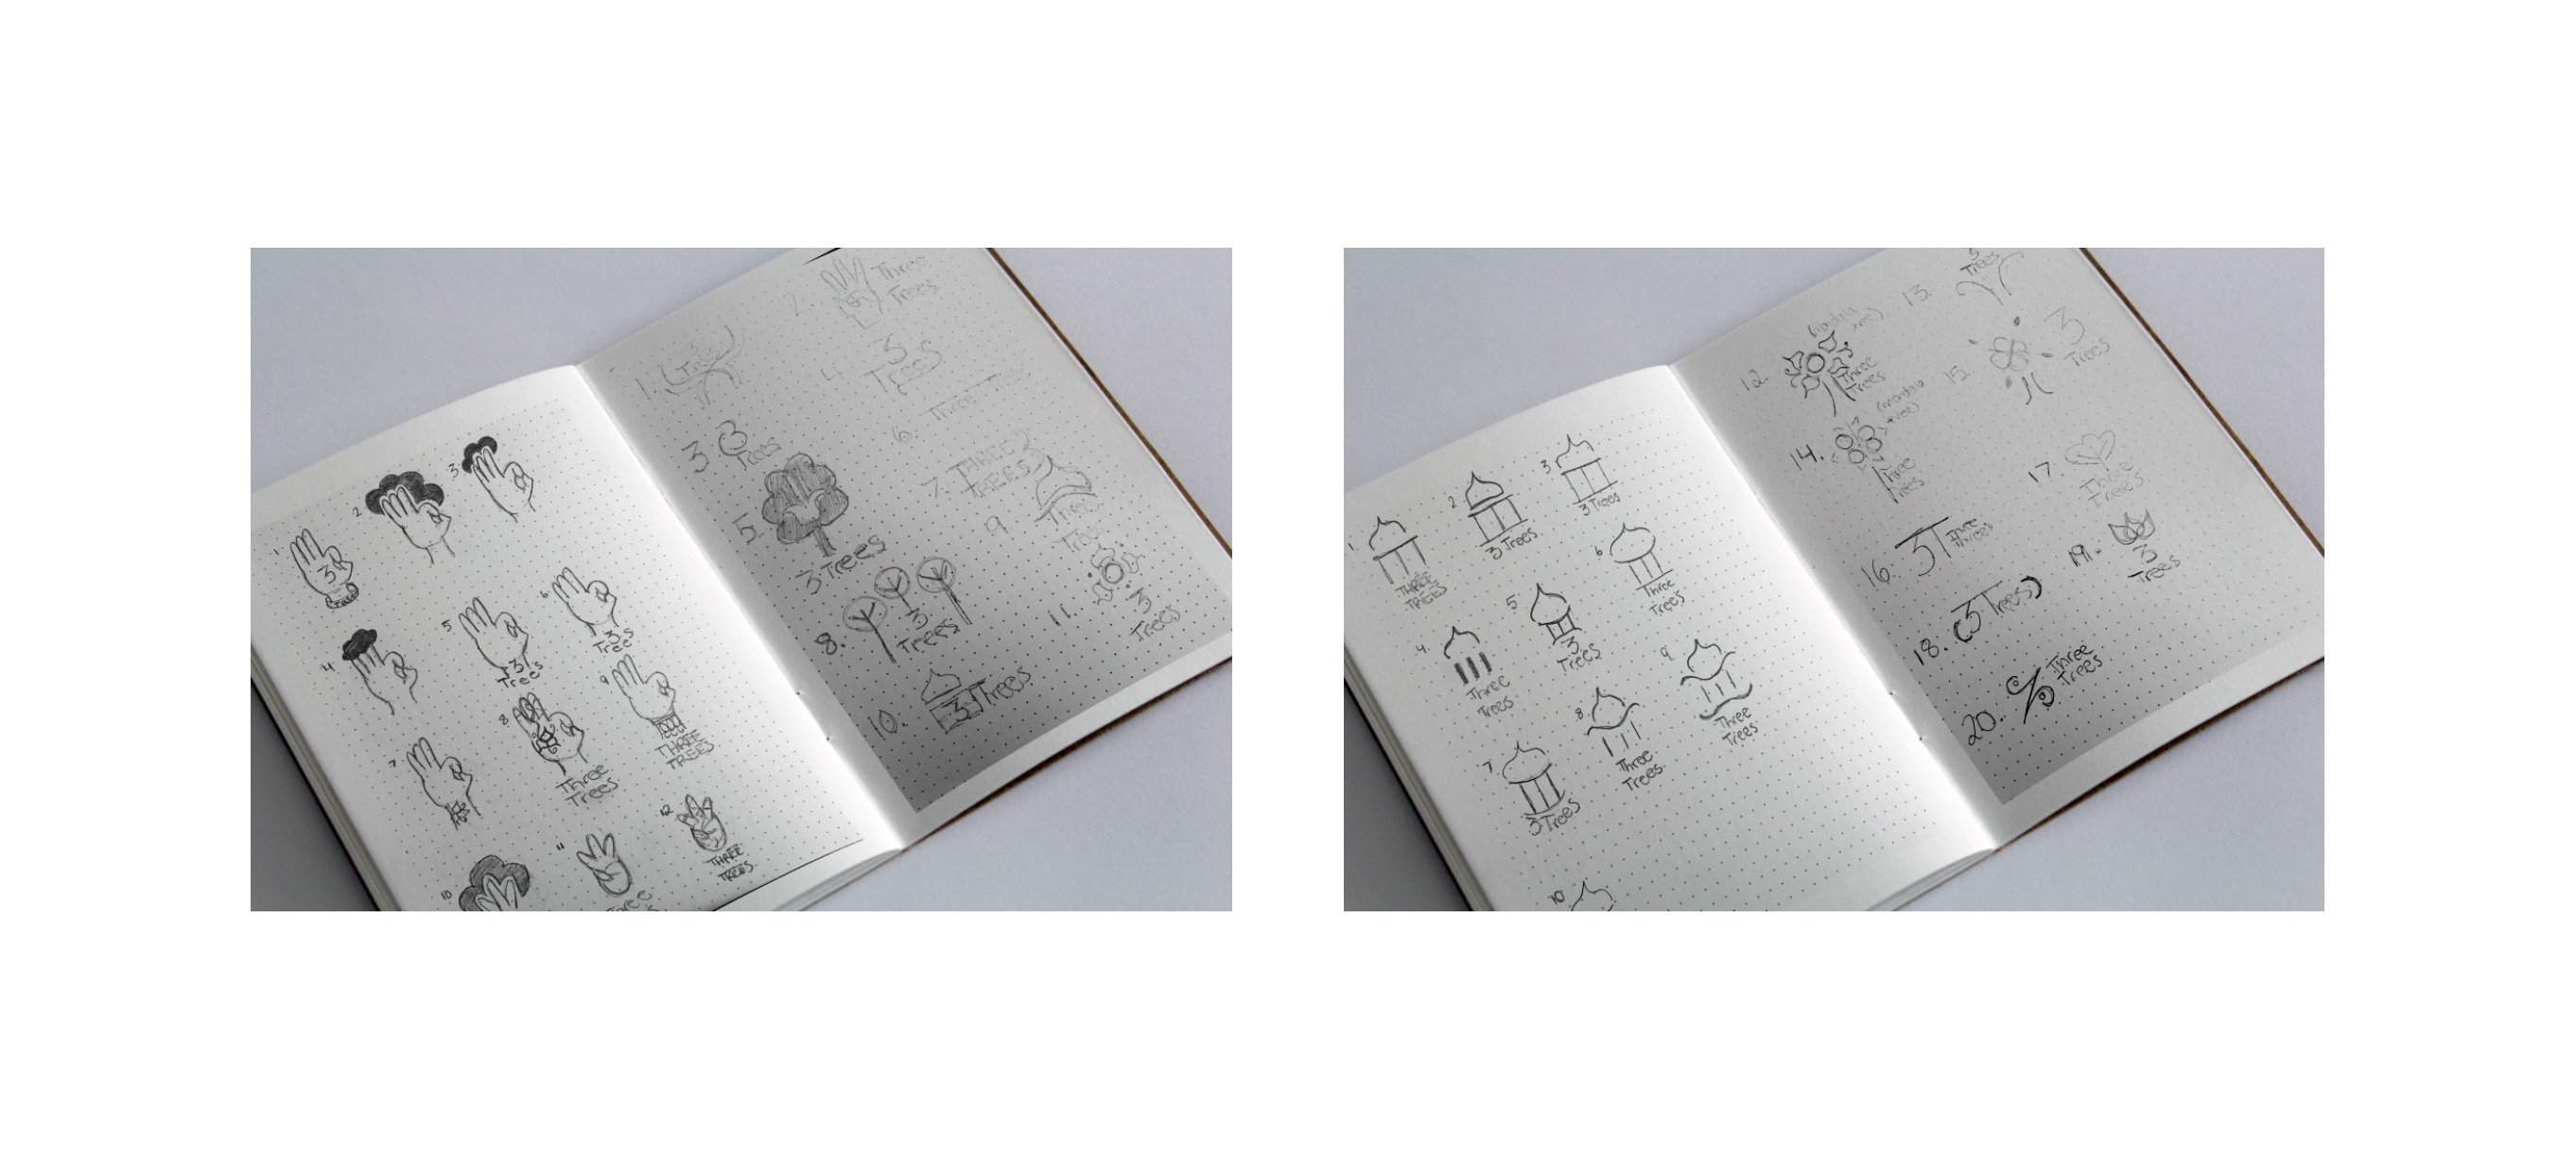 1
3
2
3
4
5
3T
Trees
6
3
Trees
7
8
Three
Trees
9
THREE
TREES
10
11
Three
12
THREE
TREES
1.
3
Trees
2.
Three
Trees
3
3
Trees
4.
3
Trees
5.
3 Trees
6.
Three Trees
7.
THREE
TREES
8.
3
Trees
9
Three
Trees
10.
3 Trees
11.
3
Trees
1.
THREE
TREES
2
3 Trees
3
3 Trees
4.
Three
Trees
5.
3
Trees
6
Three
Trees
7
3 Trees
8.
Three
Trees
9.
Three
Trees
10
12.
Three
Trees
13.
3
Trees
14.
(mandala
tree)
Three
Trees
15.
3
Trees
16.
3T
Three
17.
Three
Trees
18.
(3 Trees)
19.
3
Trees
20.
Three
Trees